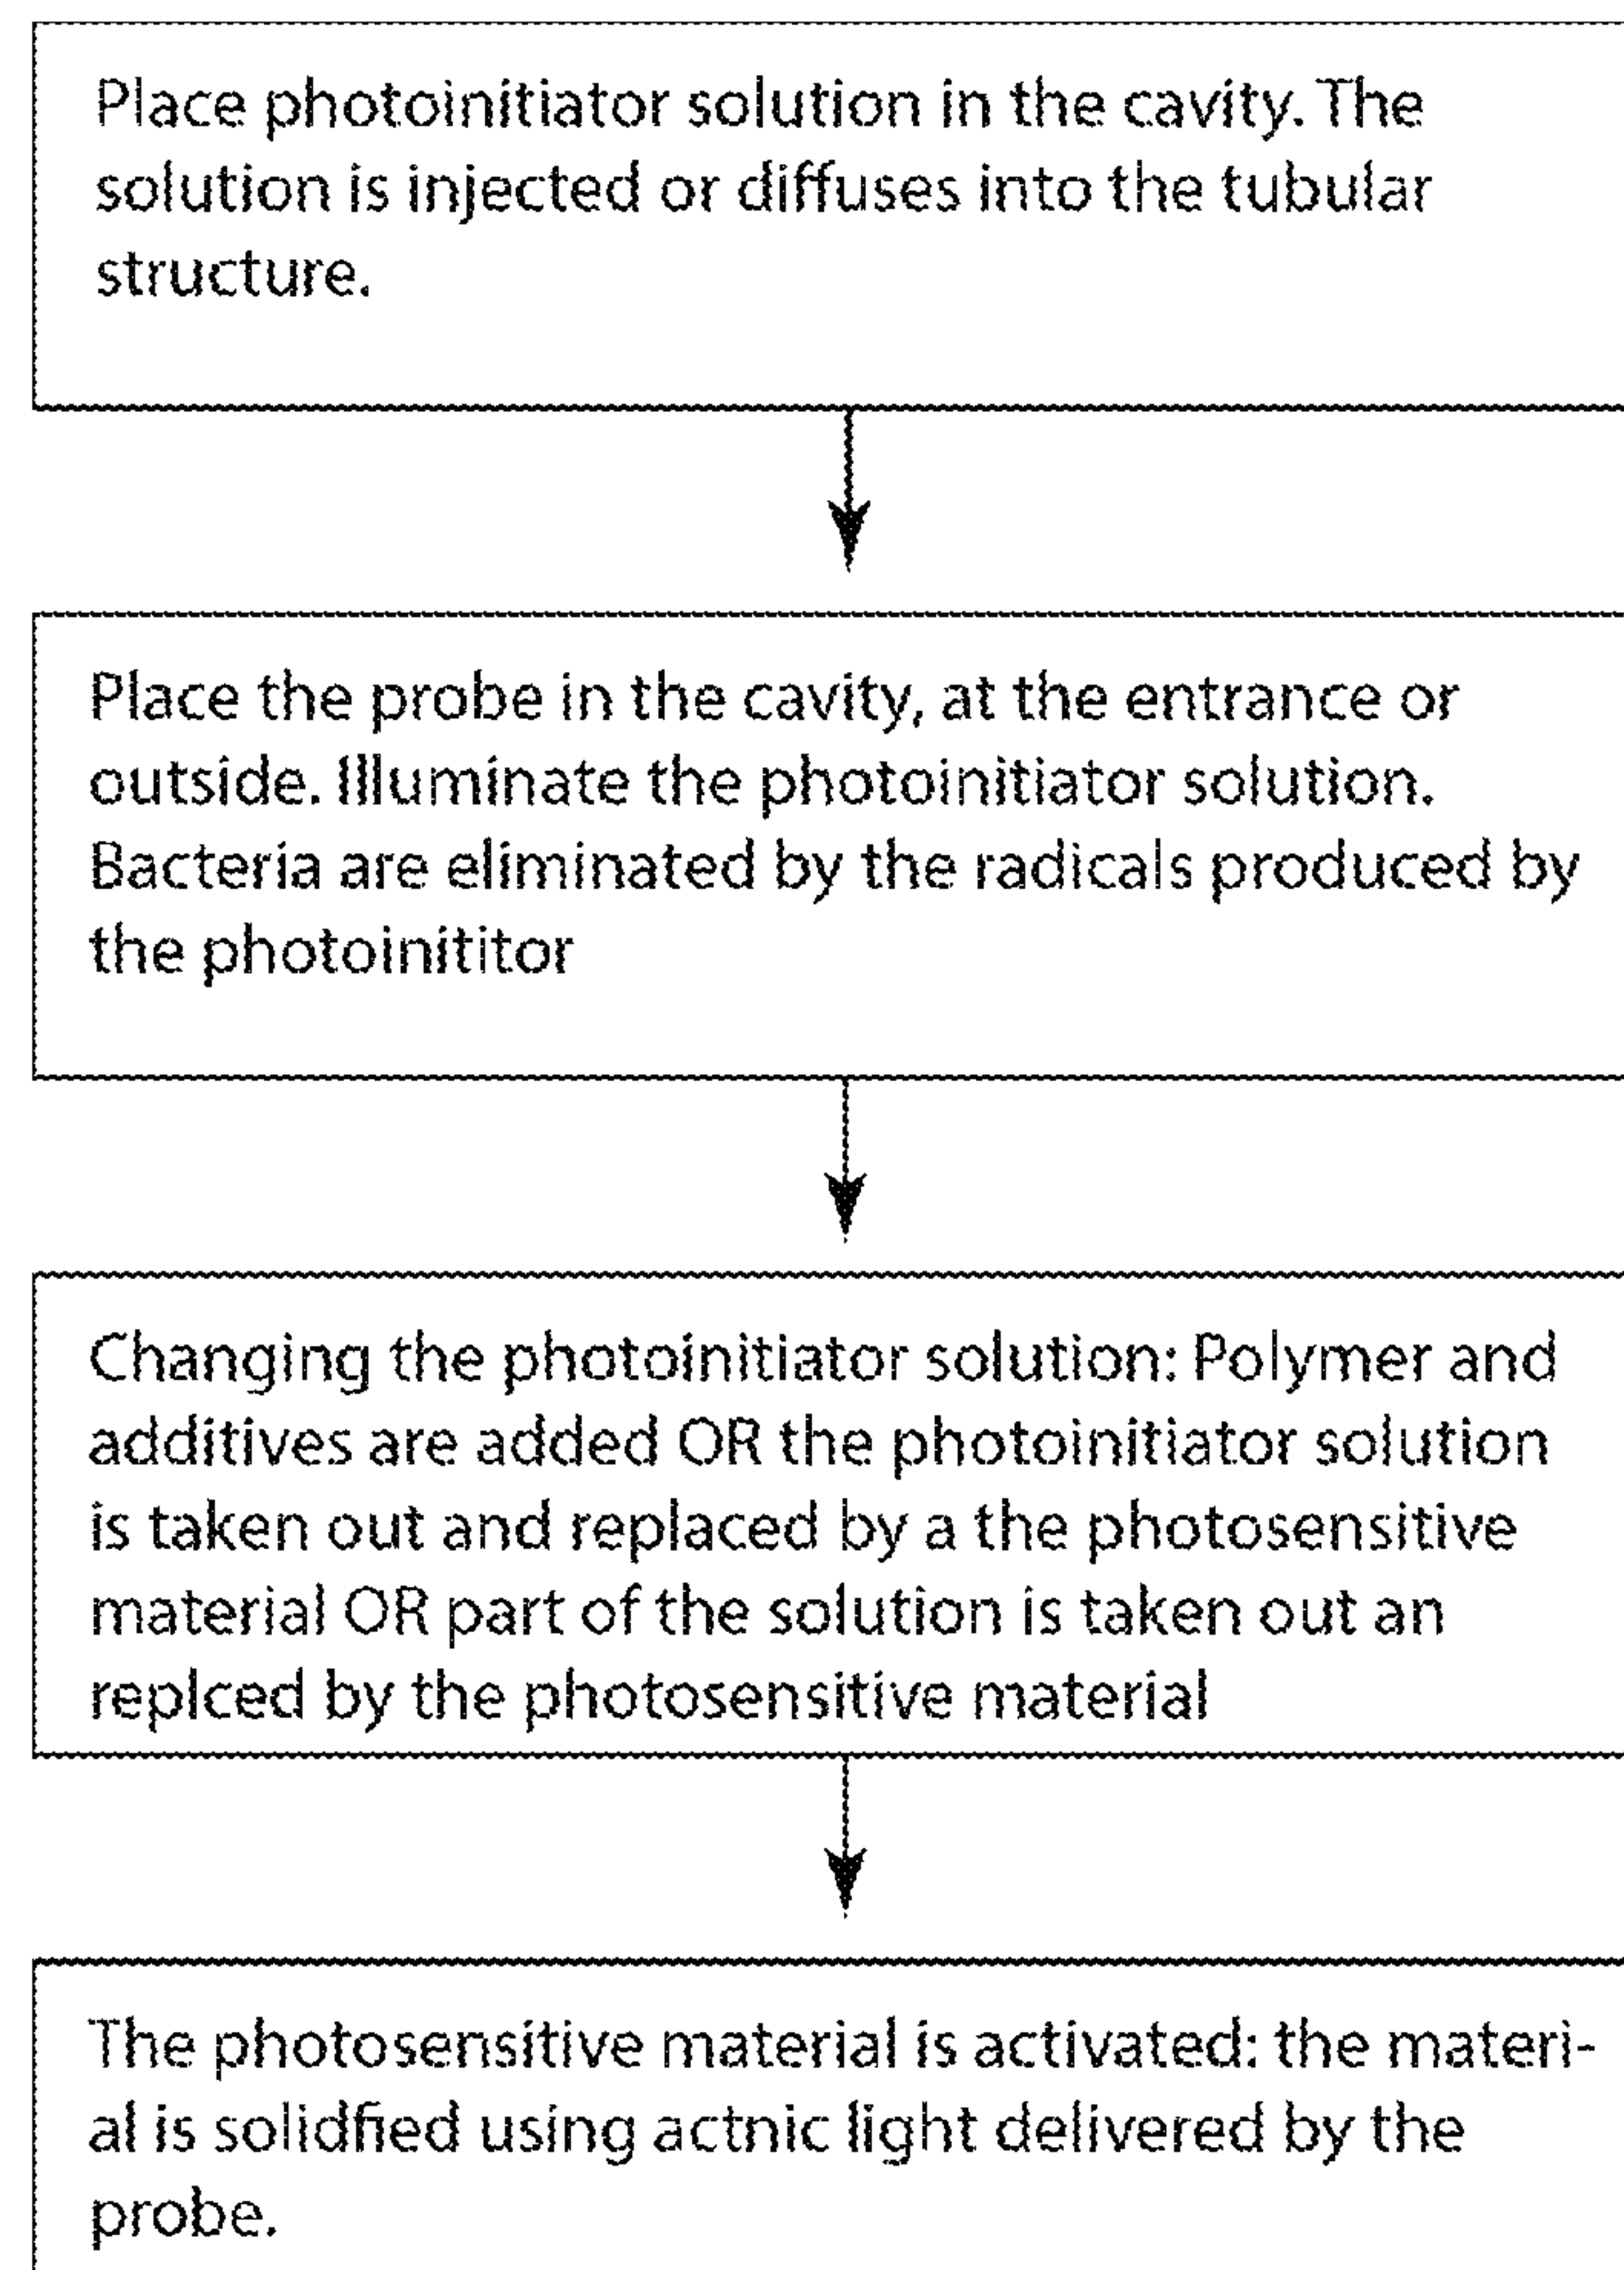 Place photoinitiator solution in the cavity. The
solution is injected or diffuses into the tubular
structure.
Place the probe in the cavity, at the entrance or
outside. Illuminate the photoinitiator solution.
Bacteria are eliminated by the radicals produced by
the photoinititor
Changing the photoinitiator solution: Polymer and
additives are added OR the photoinitiator solution
is taken out and replaced by a the photosensitive
material OR part of the solution is taken out an
replced by the photosensitive material
The photosensitive material is activated: the materi-
al is solidfied using actnic light delivered by the
probe.